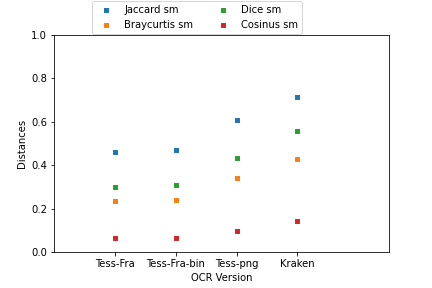 Jaccard sm Dice sm
Braycurtis sm Cosinus sm
1.0
0.8
0.6
0.4
0.2
0.0
Distances
Tess-Fra Tess-Fra-bin Tess-png Kraken
OCR Version